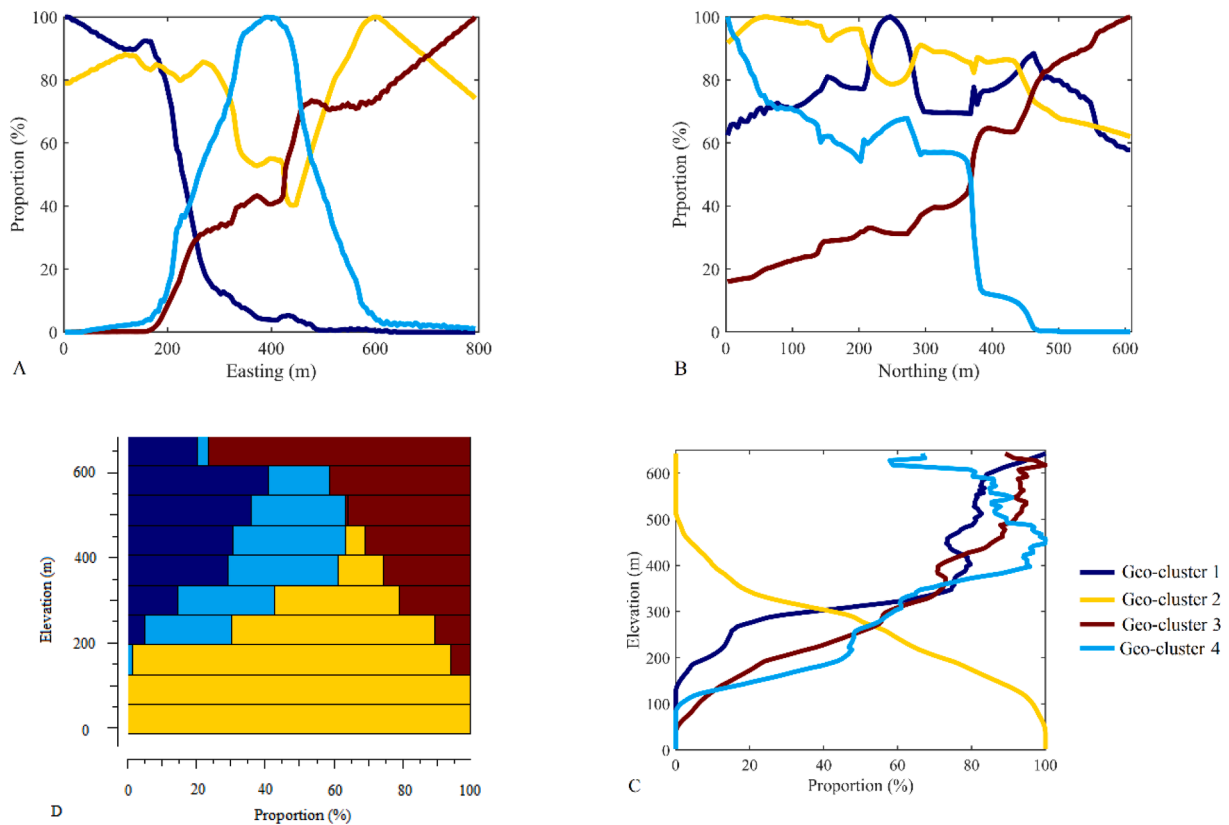 100
80
60
40
20
0
Proportion (%)
0 200 400 600 800
Easting (m)
A
100
80
60
40
20
0
Prportion (%)
0 100 200 300 400 500 600
Northing (m)
B
600
400
200
0
Elevation (m)
0 20 40 60 80 100
Proportion (%)
D
600
500
400
300
200
100
0
Elevation (m)
0 20 40 60 80 100
Proportion (%)
C
Geo-cluster 1
Geo-cluster 2
Geo-cluster 3
Geo-cluster 4